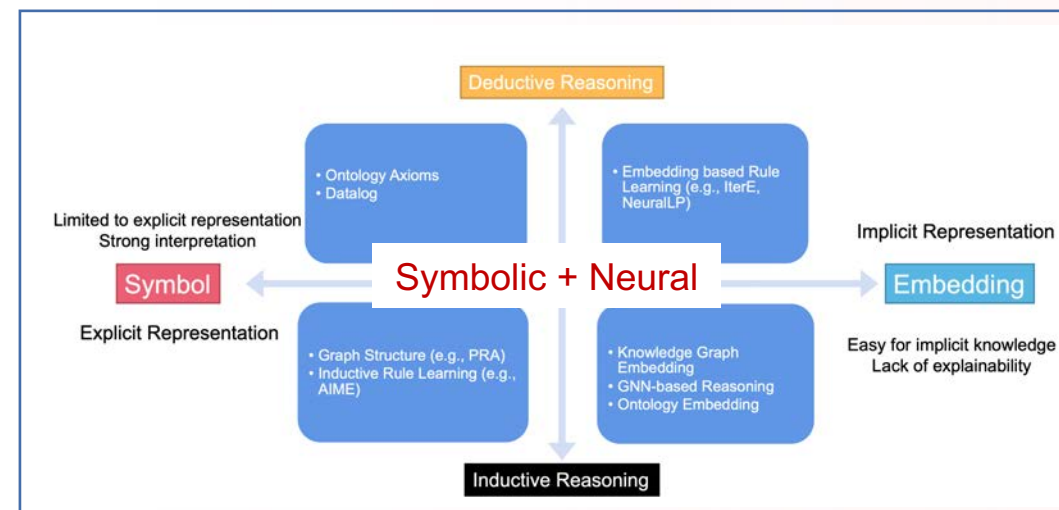 Deductive Reasoning
• Ontology Axioms
• Datalog
• Embedding based Rule
Learning (e.g., IterE,
NeuralLP)
Limited to explicit representation
Strong interpretation
Symbol
Explicit Representation
Symbolic + Neural
Implicit Representation
Embedding
Easy for implicit knowledge
Lack of explainability
• Graph Structure (e.g., PRA)
• Inductive Rule Learning (e.g.,
AIME)
• Knowledge Graph
Embedding
• GNN-based Reasoning
• Ontology Embedding
Inductive Reasoning